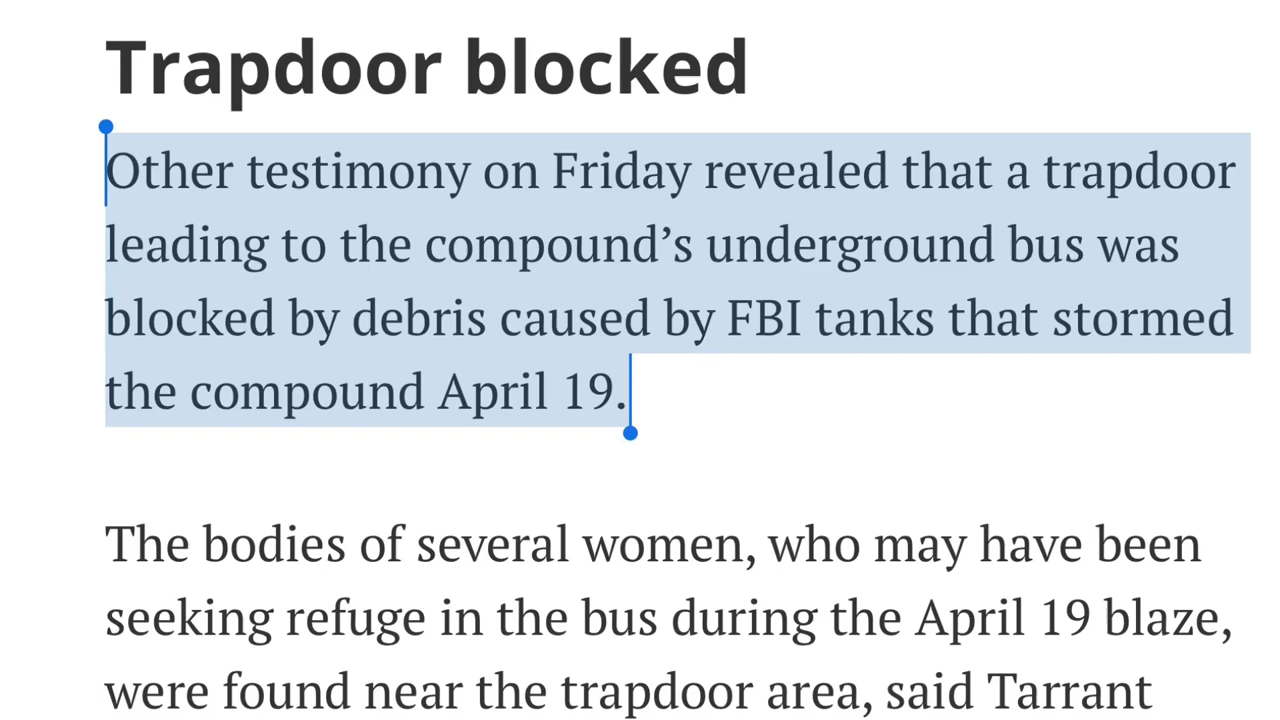 Trapdoor blocked
Other testimony on Friday revealed that a trapdoor
leading to the compound’s underground bus was
blocked by debris caused by FBI tanks that stormed
the compound April 19.
The bodies of several women, who may have been
seeking refuge in the bus during the April 19 blaze,
were found near the trapdoor area, said Tarrant